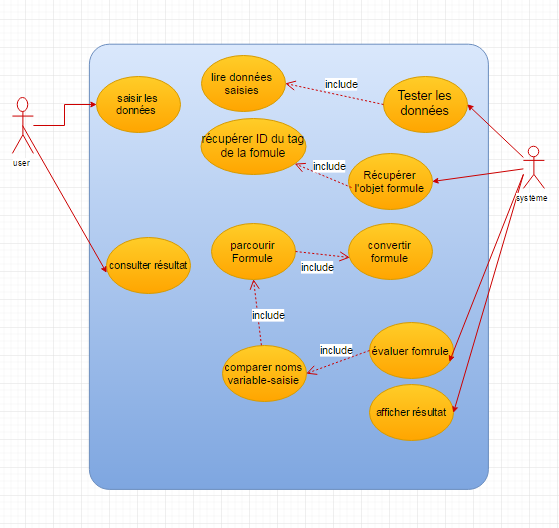 lire données
saisies
include
Tester les
données
saisir les
données
user
récupérer ID du tag
de la fomule
include
Récupérer
l'objet formule
système
parcourir
Formule
include
convertir
formule
consulter résultat
include
comparer noms
variable-saisie
include
évaluer fomrule
afficher résultat